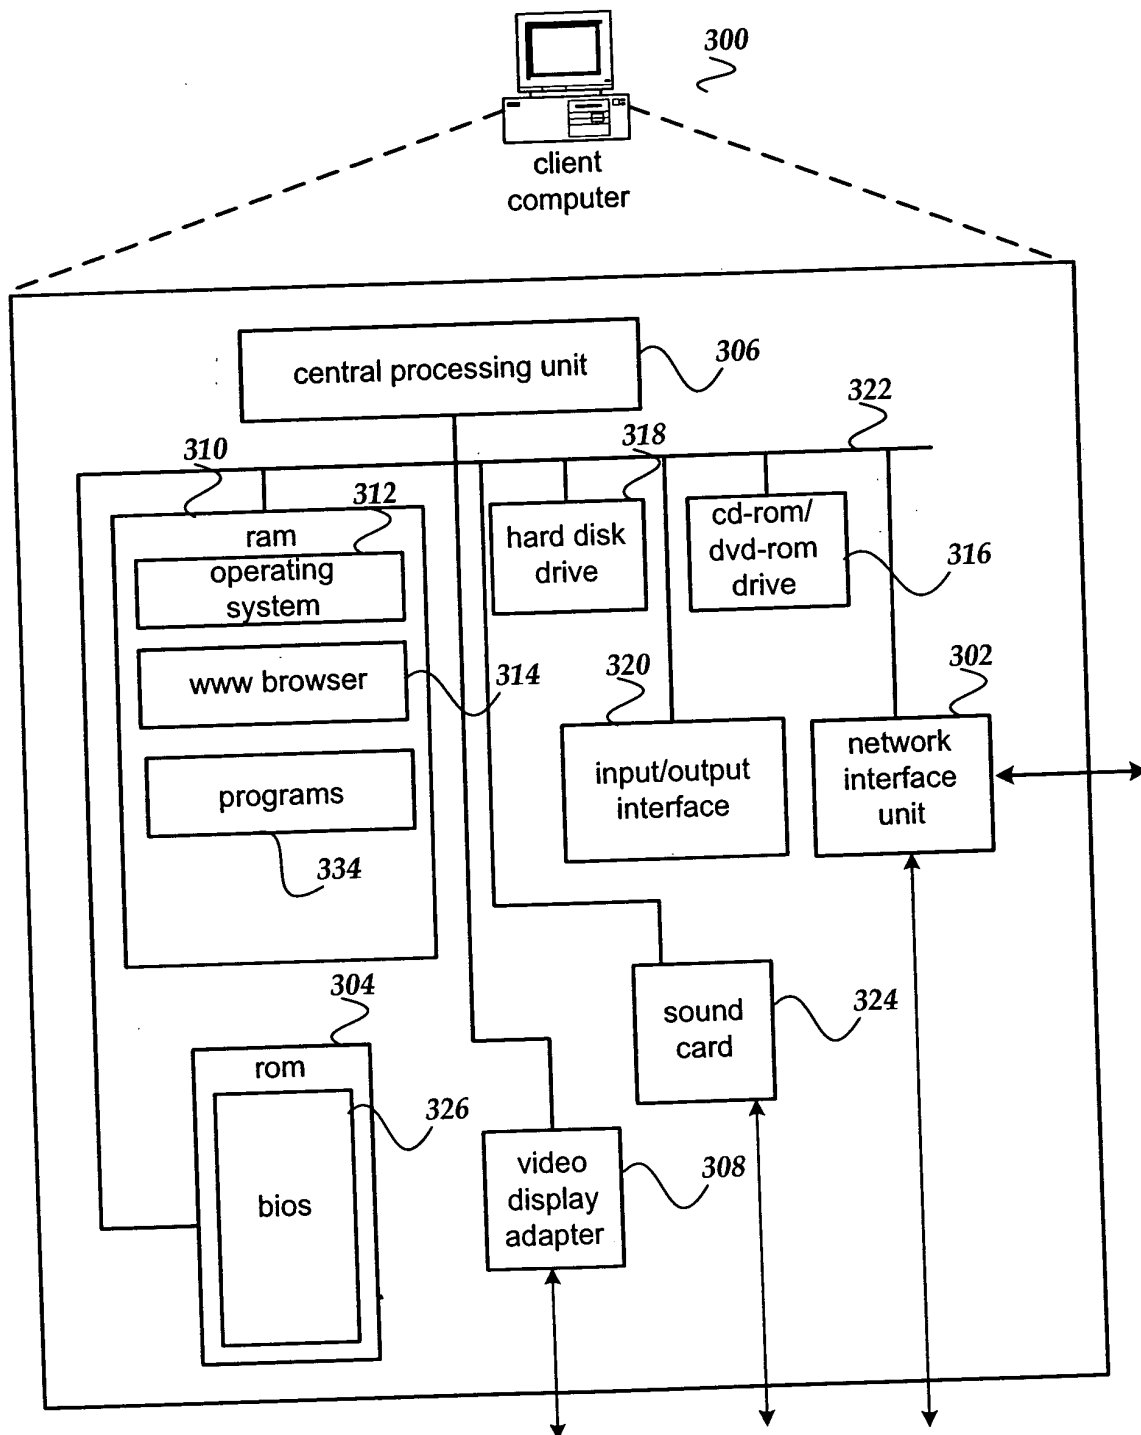 300
client
computer
central processing unit
306
322
318
310
312
ram
operating
system
hard disk
drive
cd-rom/
dvd-rom
drive
316
www browser
314
320
302
programs
334
input/output
interface
network
interface
unit
304
rom
326
bios
sound
card
324
video
display
adapter
308